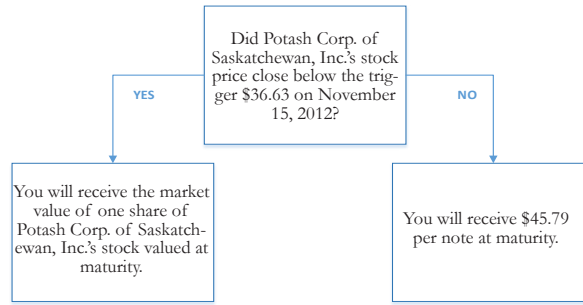 Did Potash Corp. of
Saskatchewan, Inc.'s stock
price close below the trig-
ger $36.63 on November
15, 2012?
YES
NO
You will receive the market
value of one share of
Potash Corp. of Saskatch-
ewan, Inc.'s stock valued at
maturity.
You will receive $45.79
per note at maturity.